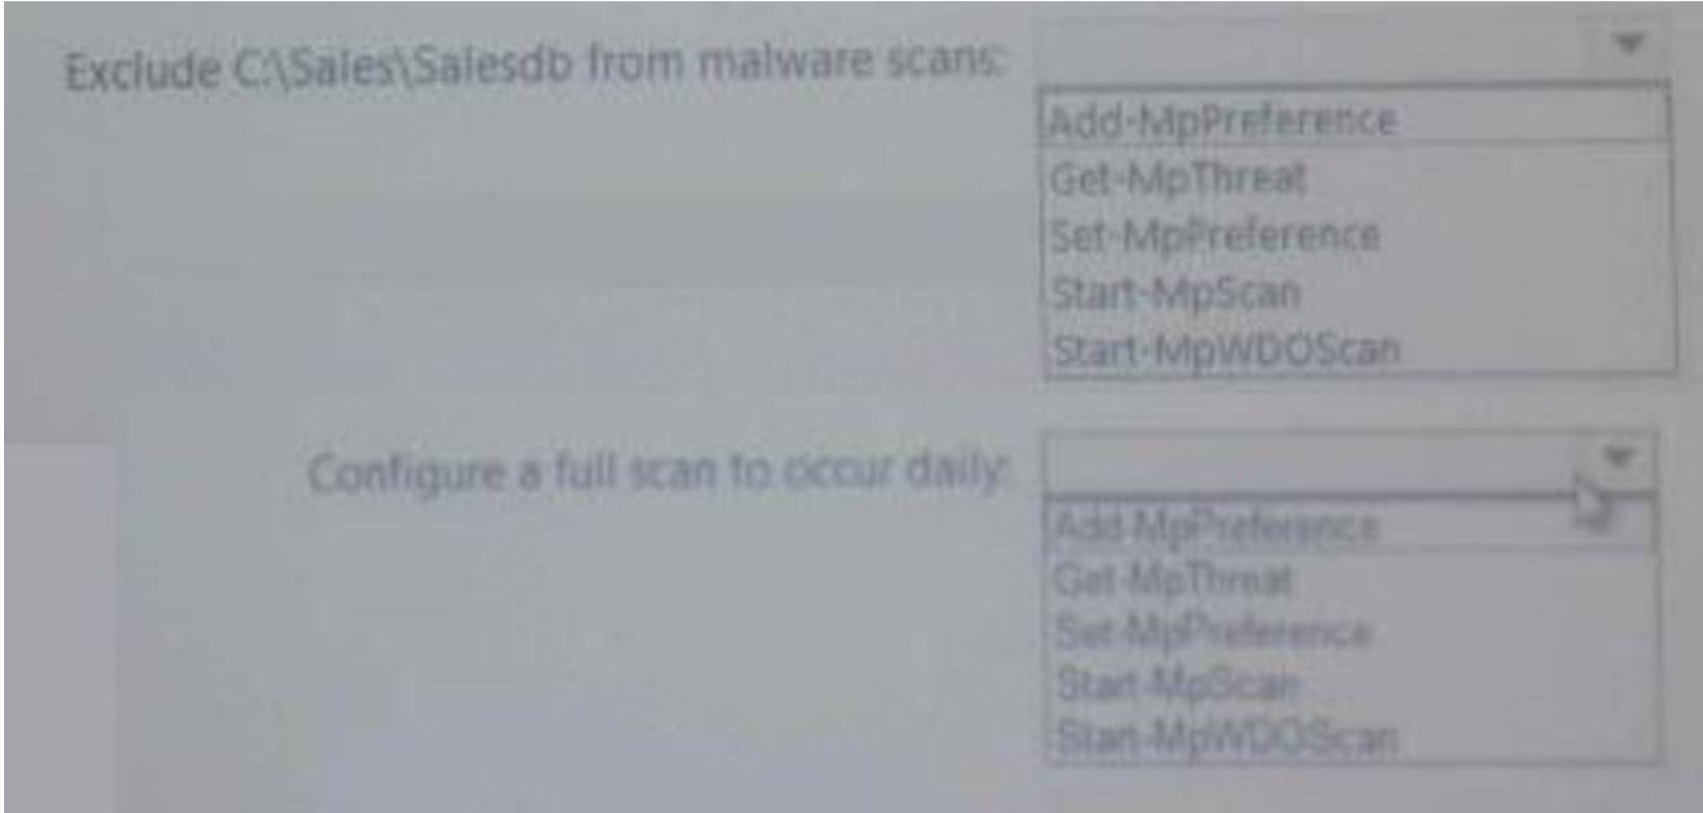 Exclude C:\Sales\Salesdb from malware scans:
Add-MpPreference
Get-MpThreat
Set-MpPreference
Start-MpScan
Start-MpWDOScan
Configure a full scan to occur daily:
Add-MpPreference
Get-MpThreat
Set-MpPreference
Start-MpScan
Start-MpWDOScan